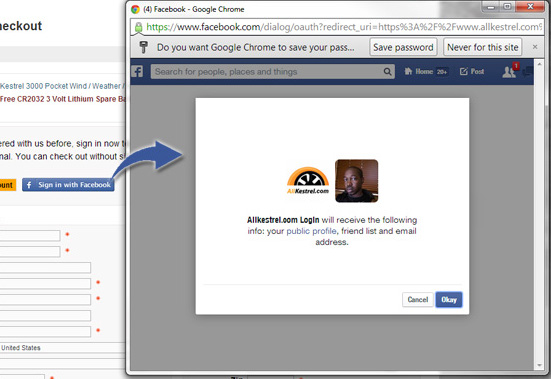 (4) Facebook - Google Chrome
https://www.facebook.com/dialog/oauth?redirect_uri=https%3A%2F%2Fwww.allkestrel.com%
Do you want Google Chrome to save your pass...
Save password
Never for this site
Search for people, places and things
Home 20+
Post
1
AllKestrel.com
Allkestrel.com Login will receive the following
info: your public profile, friend list and email
address.
Cancel
Okay
heckout
Kestrel 3000 Pocket Wind / Weather /
Free CR2032 3 Volt Lithium Spare Ba
ered with us before, sign in now to
nal. You can check out without s
ount
f Sign in with Facebook
*
*
*
*
*
*
United States
*
*